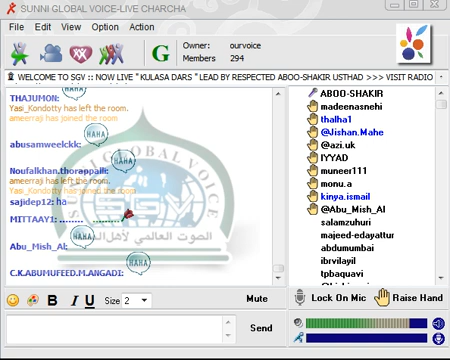 SUNNI GLOBAL VOICE-LIVE CHARCHA
File Edit View Option Action
G Owner: ourvoice
Members 294
WELCOME TO SGV :: NOW LIVE " KULASA DARS " LEAD BY RESPECTED ABOO-SHAKIR USTHAD >>> VISIT RADIO
THAJUMON: HAHA
Yasi_Kondotty has left the room.
ameerraji has joined the room
abusameelckk: HAHA
Noufalkhan.thorappaili: HAHA
ameerraji has left the room.
Yasi_Kondotty has joined the room
sajidep12: ha
MITTAAY1: ........ .........
Abu_Mish_Al: HAHA
C.K.ABUMUFEED.M.ANGADI: HAHA
SUNNI GLOBAL VOICE
SGV
الصوت العالمي لأهل السنة
ABOO-SHAKIR
madeenasnehi
thalha1
@Jishan.Mahe
@azi.uk
IYYAD
muneer111
monu.a
kinya.ismail
@Abu_Mish_Al
salamzuhuri
majeed-edayattur
abdumumbai
ibrvilayil
tpbaquavi
B I U Size 2 Mute
Lock On Mic Raise Hand
Send